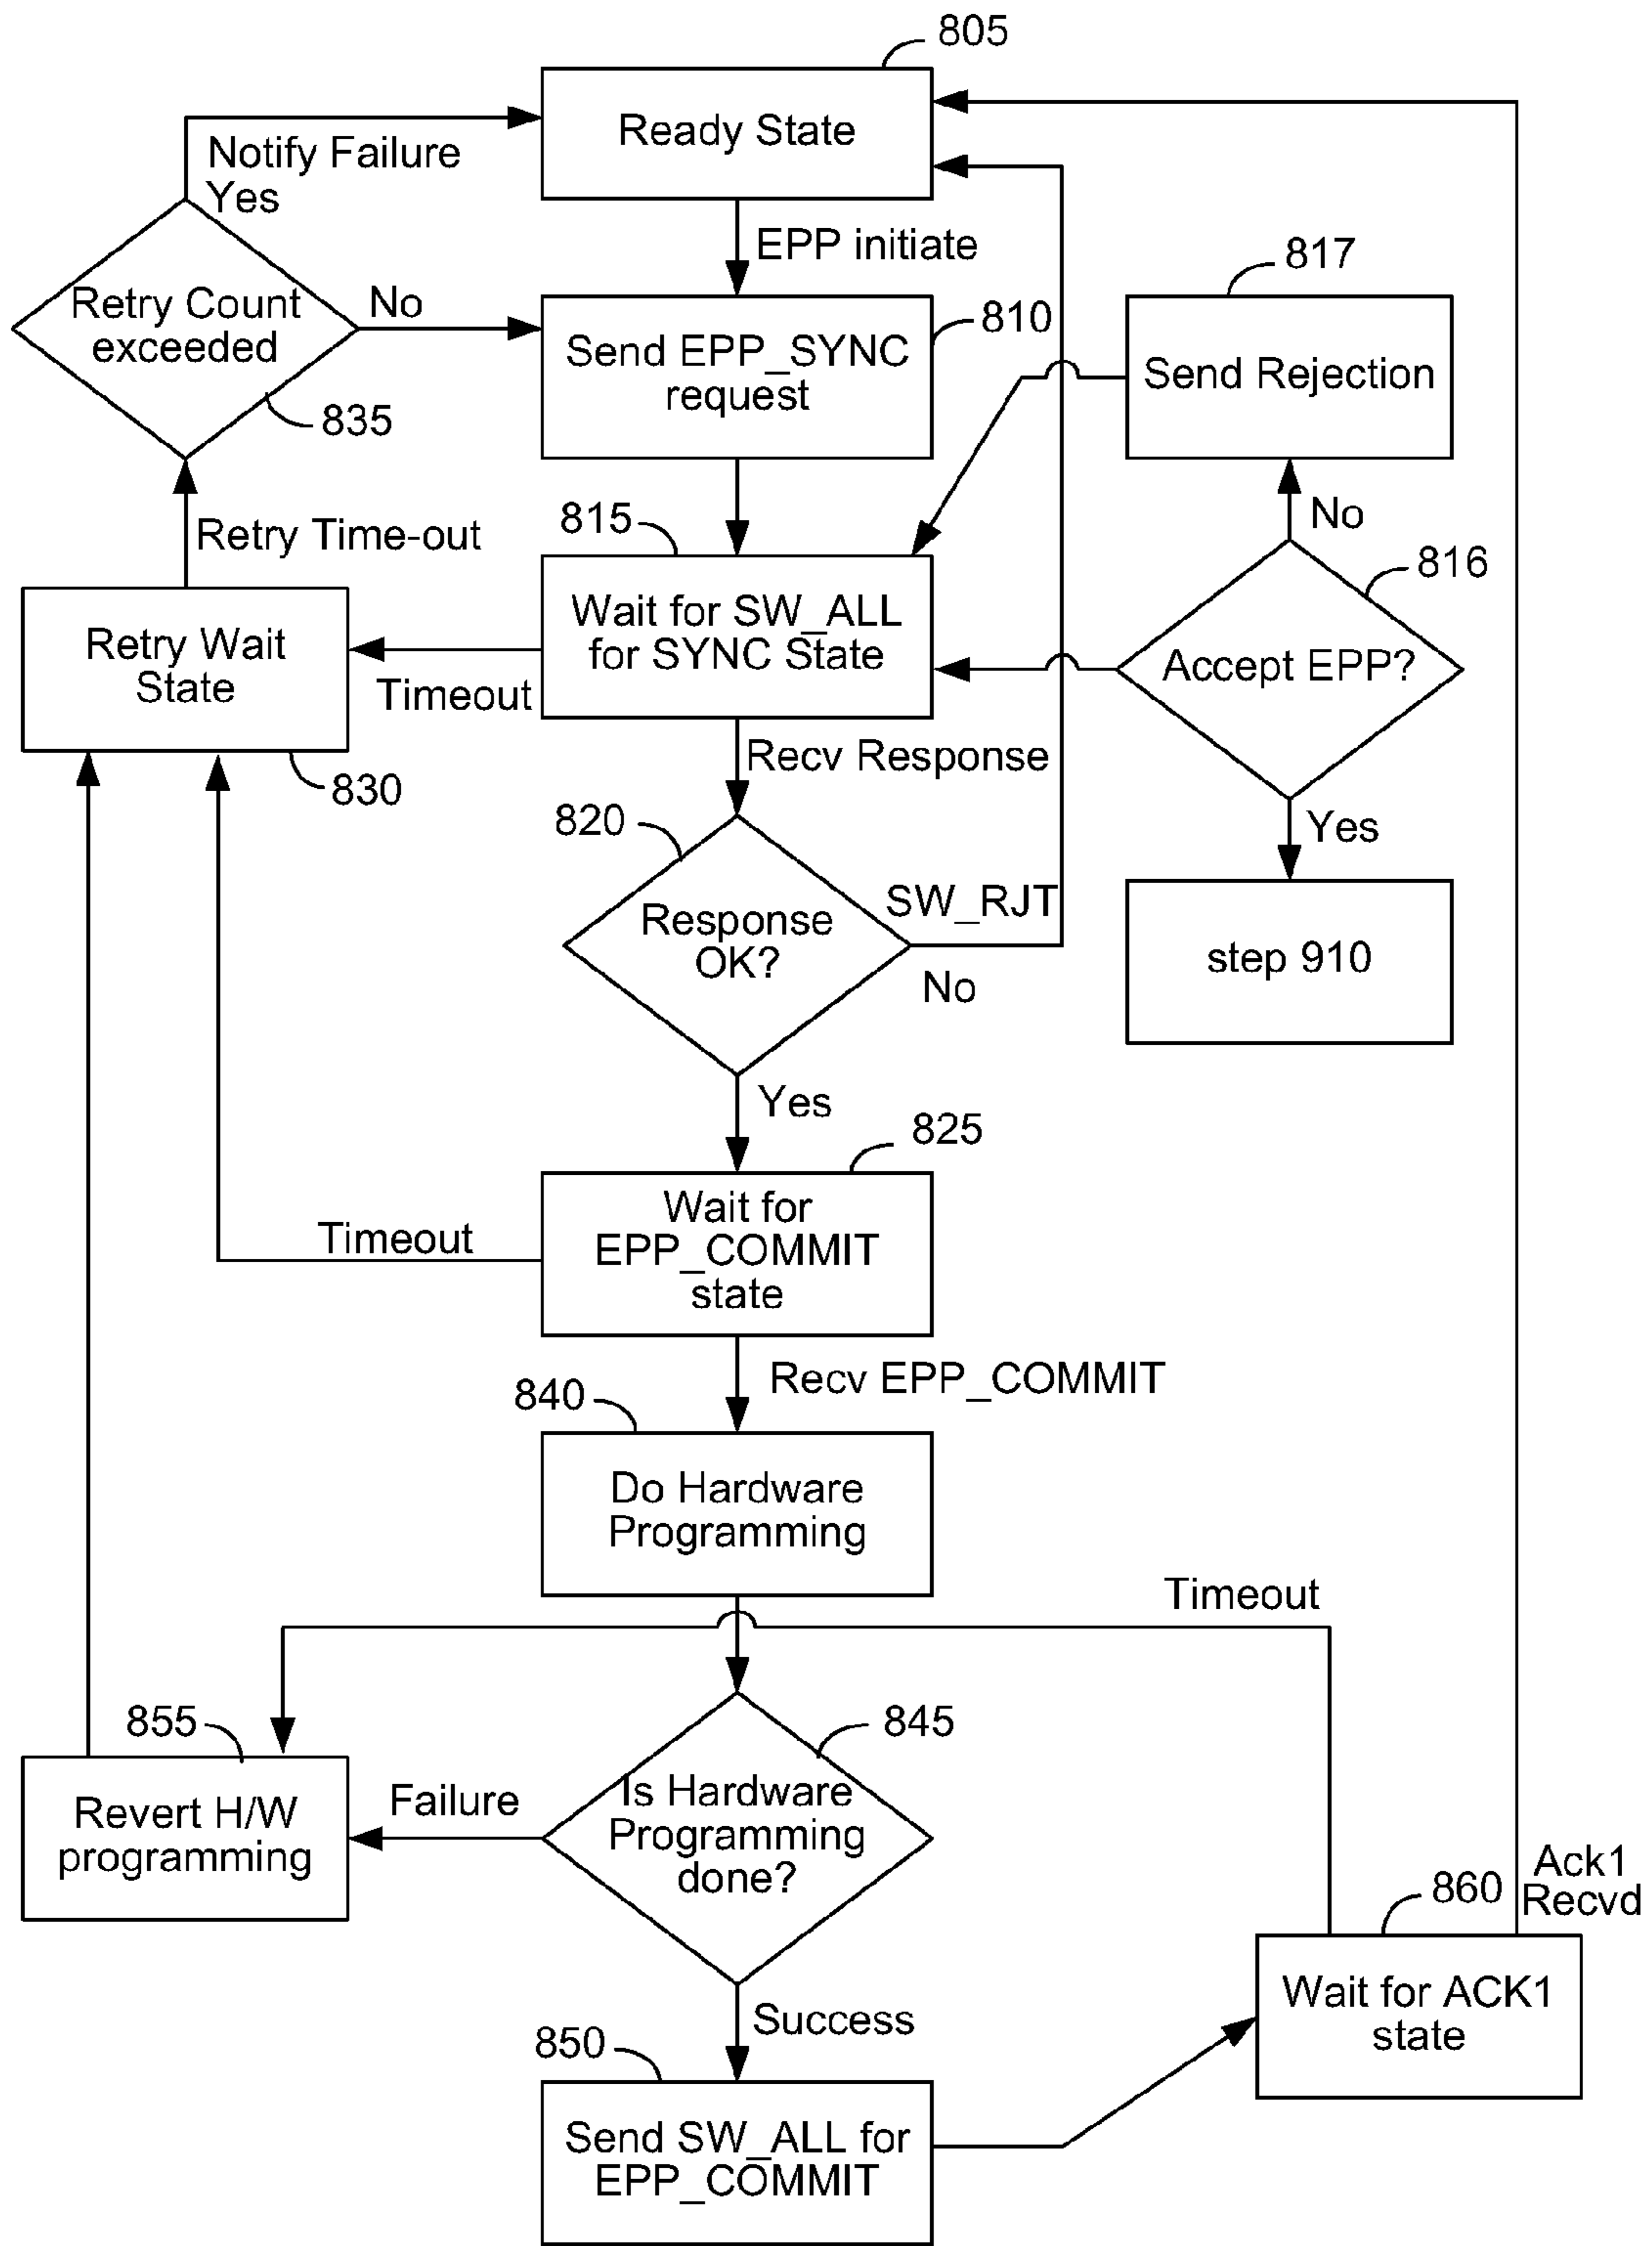 805
Ready State
Notify Failure
Yes
EPP initiate
817
Retry Count
exceeded
No
810
Send EPP_SYNC
request
Send Rejection
835
815
No
Retry Time-out
816
Wait for SW_ALL
for SYNC State
Retry Wait
State
Accept EPP?
Timeout
Recv Response
830
820
Yes
SW_RJT
Response
OK?
step 910
No
Yes
825
Wait for
EPP_COMMIT
state
Timeout
Recv EPP_COMMIT
840
Do Hardware
Programming
Timeout
855
845
Is Hardware
Programming
done?
Failure
Revert H/W
programming
Ack1
Recvd
860
Wait for ACK1
state
Success
850
Send SW_ALL for
EPP_COMMIT